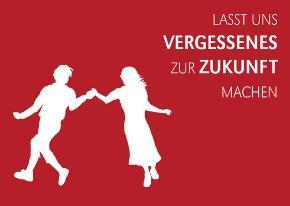 LASST UNS
VERGESSENES
ZUR ZUKUNFT
MACHEN